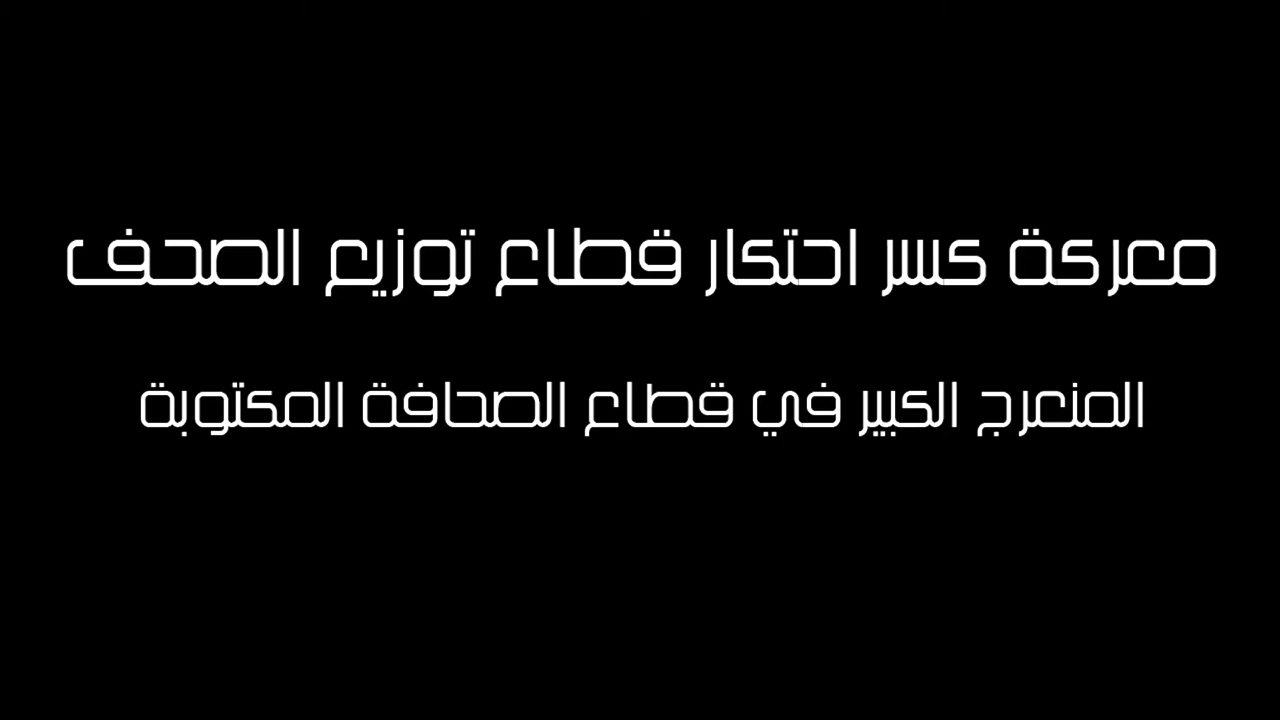 معركة كسر احتكار قطاع توزيع الصحف
المنعرج الكبير في قطاع الصحافة المكتوبة